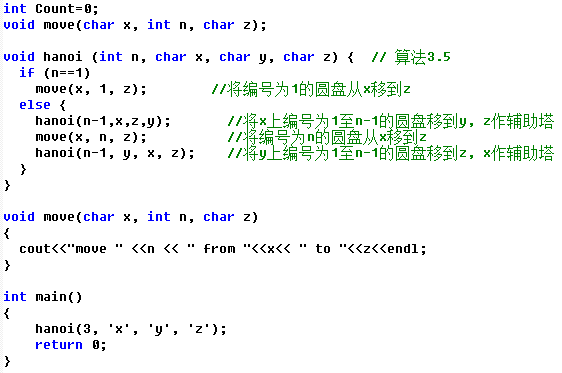 int Count=0;
void move(char x, int n, char z);
void hanoi (int n, char x, char y, char z) {  // 算法3.5
  if (n==1)
    move(x, 1, z);        //将编号为1的圆盘从x移到z
  else {
    hanoi(n-1,x,z,y);       //将x上编号为1至n-1的圆盘移到y，z作辅助塔
    move(x, n, z);          //将编号为n的圆盘从x移到z
    hanoi(n-1, y, x, z);    //将y上编号为1至n-1的圆盘移到z，x作辅助塔
  }
}
void move(char x, int n, char z)
{
  cout<<"move " <<n << " from "<<x<< " to "<<z<<endl;
}
int main()
{
    hanoi(3, 'x', 'y', 'z');
    return 0;
}